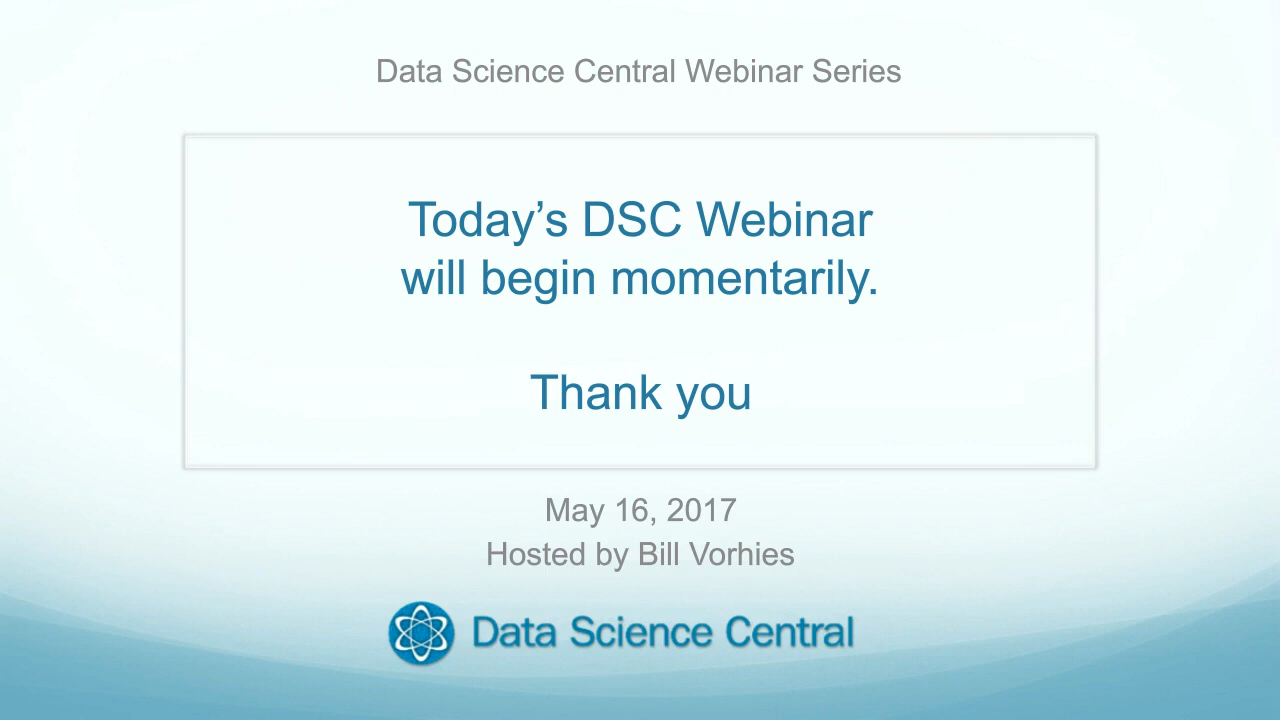 Data Science Central Webinar Series
Today’s DSC Webinar
will begin momentarily.
Thank you
May 16, 2017
Hosted by Bill Vorhies
Data Science Central